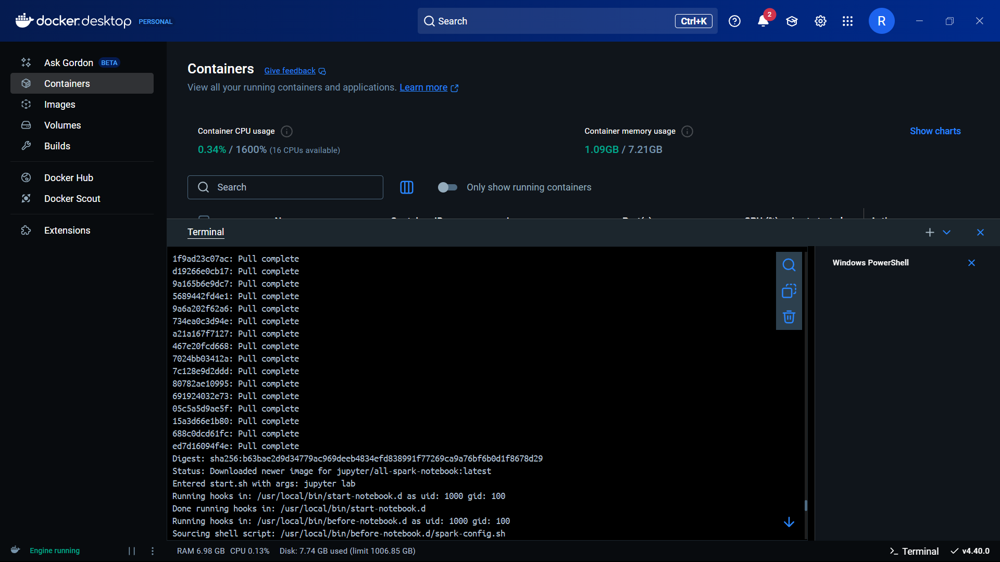 docker.desktop PERSONAL
Search
Ctrl+K
2
R
Ask Gordon BETA
Containers
Images
Volumes
Builds
Docker Hub
Docker Scout
Extensions
Containers Give feedback
View all your running containers and applications. Learn more
Container CPU usage
0.34% / 1600% (16 CPUs available)
Container memory usage
1.09GB / 7.21GB
Show charts
Search
Only show running containers
Terminal
1f9ad23c07ac: Pull complete
d19266e0cb17: Pull complete
9a165b6e9dc7: Pull complete
5689442fd4e1: Pull complete
9a6a202f62a6: Pull complete
734ea0c3d94e: Pull complete
a21a167f7127: Pull complete
467e20fcd668: Pull complete
7024bb03412a: Pull complete
7c128e9d2ddd: Pull complete
80782ae10995: Pull complete
691924032e73: Pull complete
05c5a5d9ae5f: Pull complete
15a3d66e1b80: Pull complete
688c0dcd61fc: Pull complete
ed7d16094f4e: Pull complete
Digest: sha256:b63bae2d9d34779ac969deeb4834efd838991f77269ca9a76bf6b0d1f8678d29
Status: Downloaded newer image for jupyter/all-spark-notebook:latest
Entered start.sh with args: jupyter lab
Running hooks in: /usr/local/bin/start-notebook.d as uid: 1000 gid: 100
Done running hooks in: /usr/local/bin/start-notebook.d
Running hooks in: /usr/local/bin/before-notebook.d as uid: 1000 gid: 100
Sourcing shell script: /usr/local/bin/before-notebook.d/spark-config.sh
Windows PowerShell
Engine running
RAM 6.98 GB CPU 0.13% Disk: 7.74 GB used (limit 1006.85 GB)
Terminal
v4.40.0